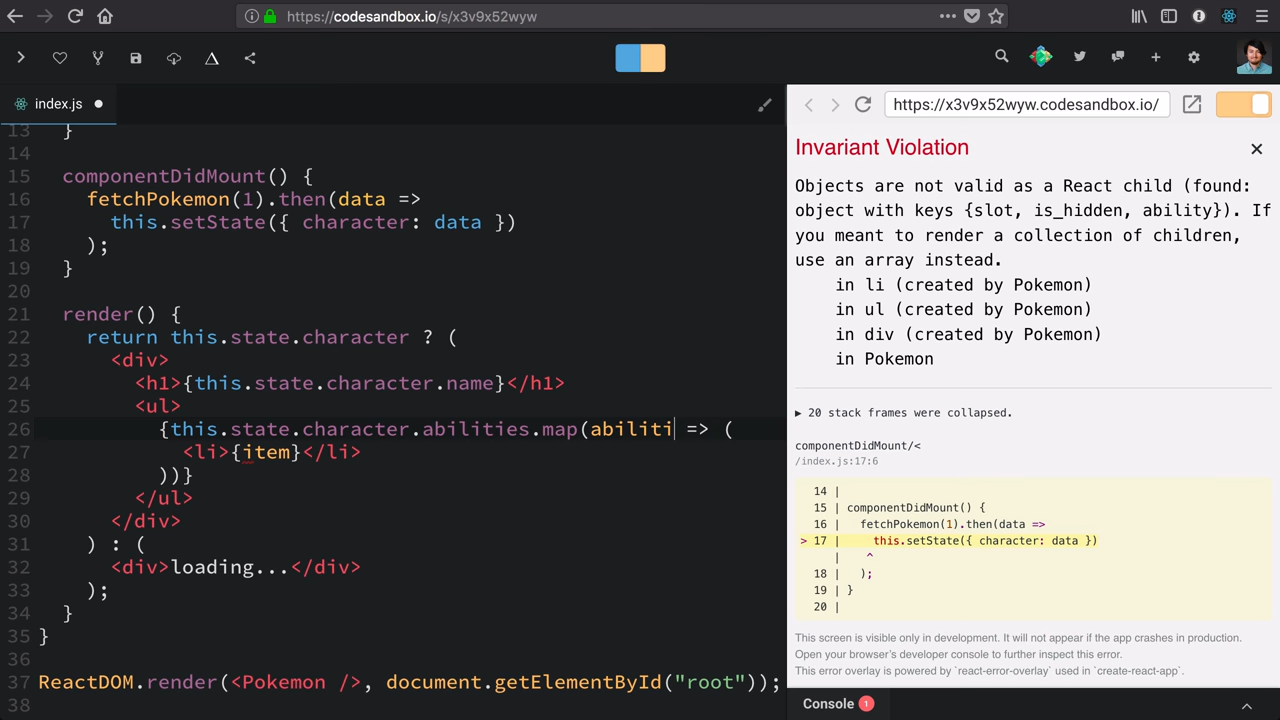 https://codesandbox.io/s/x3v9x52wyw
index.js
https://x3v9x52wyw.codesandbox.io/
13 }
14
15 componentDidMount() {
16 fetchPokemon(1).then(data =>
17 this.setState({ character: data })
18 );
19 }
20
21 render() {
22 return this.state.character ? (
23 <div>
24 <h1>{this.state.character.name}</h1>
25 <ul>
26 {this.state.character.abilities.map(abiliti => (
27 <li>{item}</li>
28 ))}
29 </ul>
30 </div>
31 ) : (
32 <div>loading...</div>
33 );
34 }
35 }
36
37 ReactDOM.render(<Pokemon />, document.getElementById("root"));
38
Invariant Violation
Objects are not valid as a React child (found:
object with keys {slot, is_hidden, ability}). If
you meant to render a collection of children,
use an array instead.
in li (created by Pokemon)
in ul (created by Pokemon)
in div (created by Pokemon)
in Pokemon
▶ 20 stack frames were collapsed.
componentDidMount/<
/index.js:17:6
14 |
15 | componentDidMount() {
16 | fetchPokemon(1).then(data =>
> 17 | this.setState({ character: data })
| ^
18 | );
19 | }
20 |
This screen is visible only in development. It will not appear if the app crashes in production.
Open your browser's developer console to further inspect this error.
This error overlay is powered by `react-error-overlay` used in `create-react-app`.
Console 1